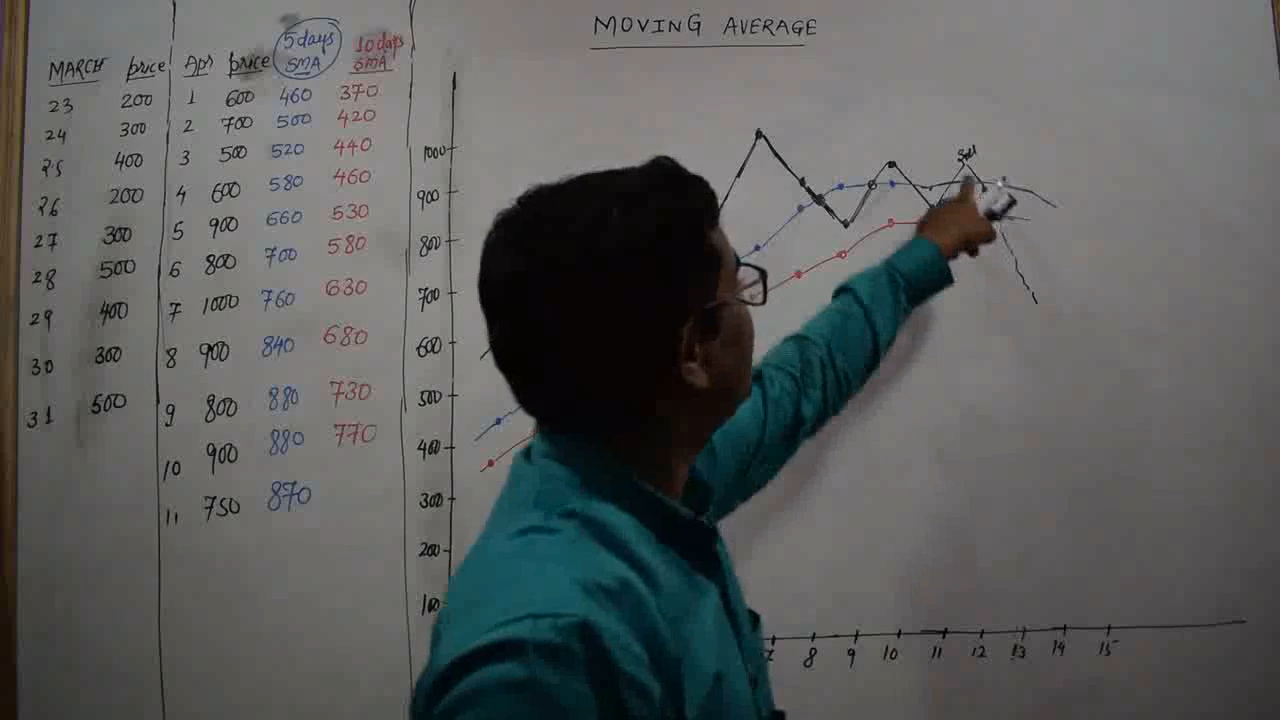 MOVING AVERAGE
5 days 10 days
MARCH price Apr price SMA SMA
23 200 1 600 460 370
24 300 2 700 500 420
25 400 3 500 520 440
26 200 4 600 580 460
27 300 5 900 660 530
28 500 6 800 700 580
29 400 7 1000 760 630
30 300 8 900 840 680
31 500 9 800 880 730
10 900 880 770
11 750 870
Sell
1000
900
800
700
600
500
400
300
200
100
7 8 9 10 11 12 13 14 15